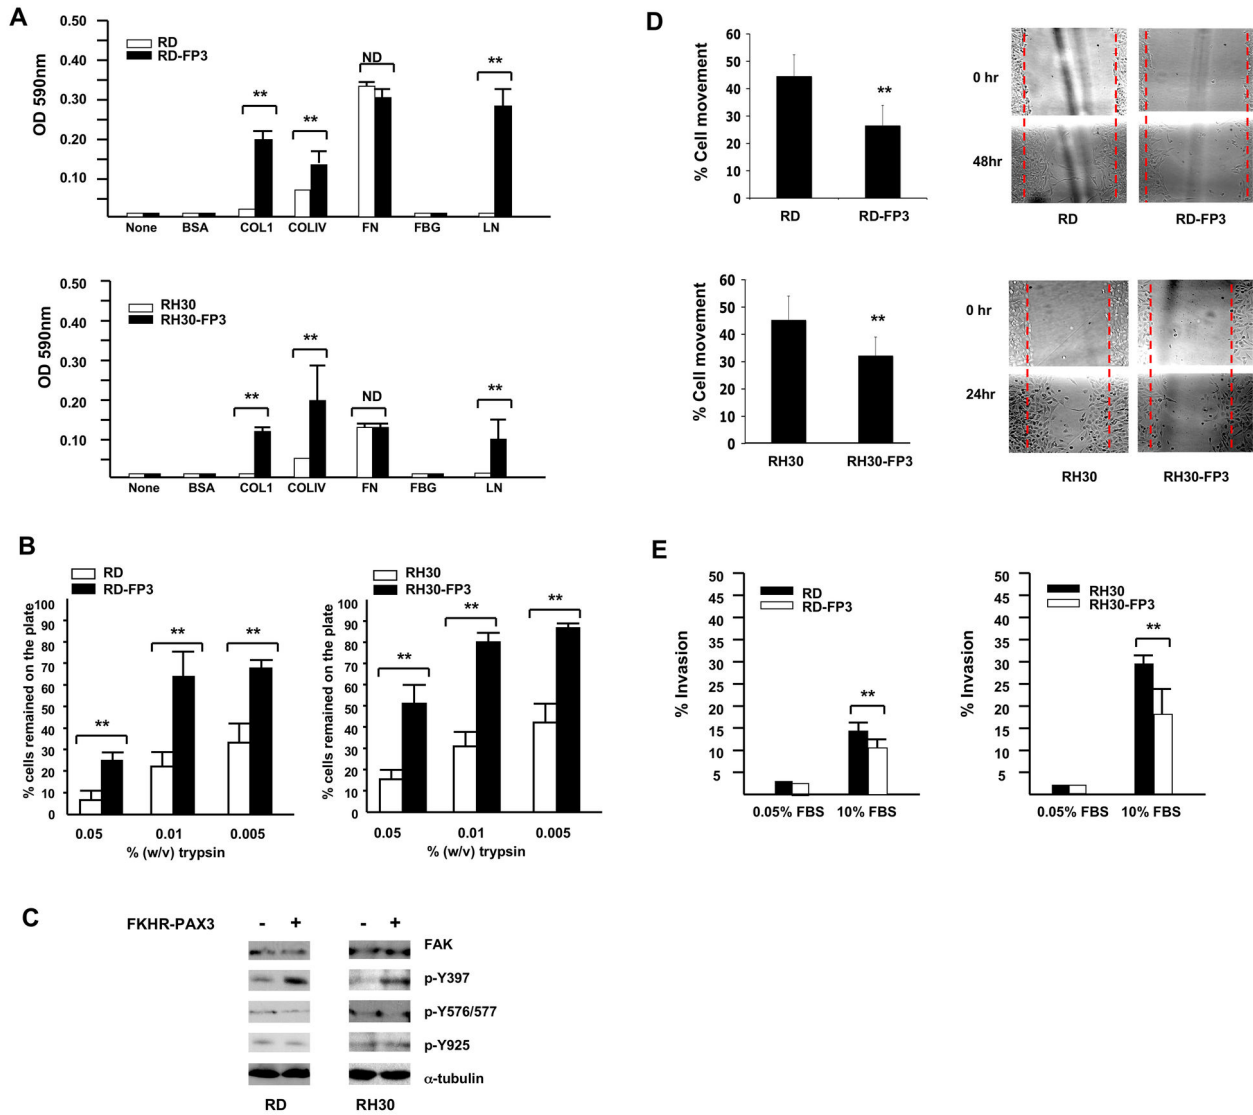 A
0.50
0.40
0.30
0.20
0.10
OD 590nm
RD
RD-FP3
**
**
ND
**
None BSA COL1 COLIV FN FBG LN
0.50
0.40
0.30
0.20
0.10
OD 590nm
RH30
RH30-FP3
**
**
ND
**
None BSA COL1 COLIV FN FBG LN
B
RD
RD-FP3
100
90
80
70
60
50
40
30
20
10
0
% cells remained on the plate
**
**
**
0.05 0.01 0.005
% (w/v) trypsin
RH30
RH30-FP3
100
90
80
70
60
50
40
30
20
10
0
% cells remained on the plate
**
**
**
0.05 0.01 0.005
% (w/v) trypsin
C
FKHR-PAX3 - + - +
FAK
p-Y397
p-Y576/577
p-Y925
α-tubulin
RD RH30
D
60
50
40
30
20
10
0
% Cell movement
**
RD RD-FP3
0 hr
48hr
RD RD-FP3
60
50
40
30
20
10
0
% Cell movement
**
RH30 RH30-FP3
0 hr
24hr
RH30 RH30-FP3
E
50
45
40
35
30
25
20
15
10
5
% Invasion
RD
RD-FP3
**
0.05% FBS 10% FBS
50
45
40
35
30
25
20
15
10
5
% Invasion
RH30
RH30-FP3
**
0.05% FBS 10% FBS